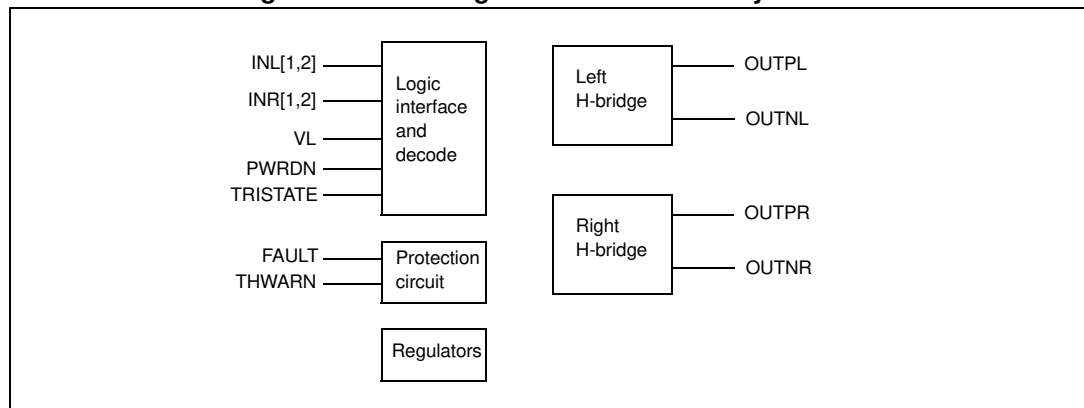 INL[1,2]
INR[1,2]
VL
PWRDN
TRISTATE
Logic
interface
and
decode
FAULT
THWARN
Protection
circuit
Regulators
Left
H-bridge
OUTPL
OUTNL
Right
H-bridge
OUTPR
OUTNR